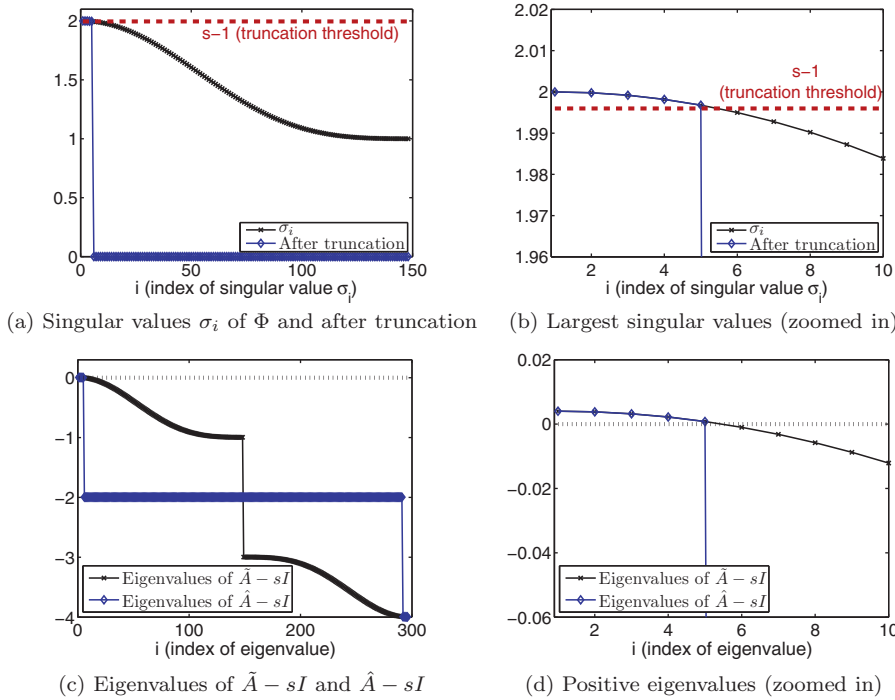 2
1.5
1
0.5
0
0
50
100
150
s−1 (truncation threshold)
σi
After truncation
i (index of singular value σi)
(a) Singular values σi of Φ and after truncation
2.02
2.01
2
1.99
1.98
1.97
1.96
2
4
6
8
10
s−1
(truncation threshold)
σi
After truncation
i (index of singular value σi)
(b) Largest singular values (zoomed in)
0
−1
−2
−3
−4
0
100
200
300
Eigenvalues of Ã − sI
Eigenvalues of Â − sI
i (index of eigenvalue)
(c) Eigenvalues of Ã − sI and Â − sI
0.02
0
−0.02
−0.04
−0.06
2
4
6
8
10
Eigenvalues of Ã − sI
Eigenvalues of Â − sI
i (index of eigenvalue)
(d) Positive eigenvalues (zoomed in)